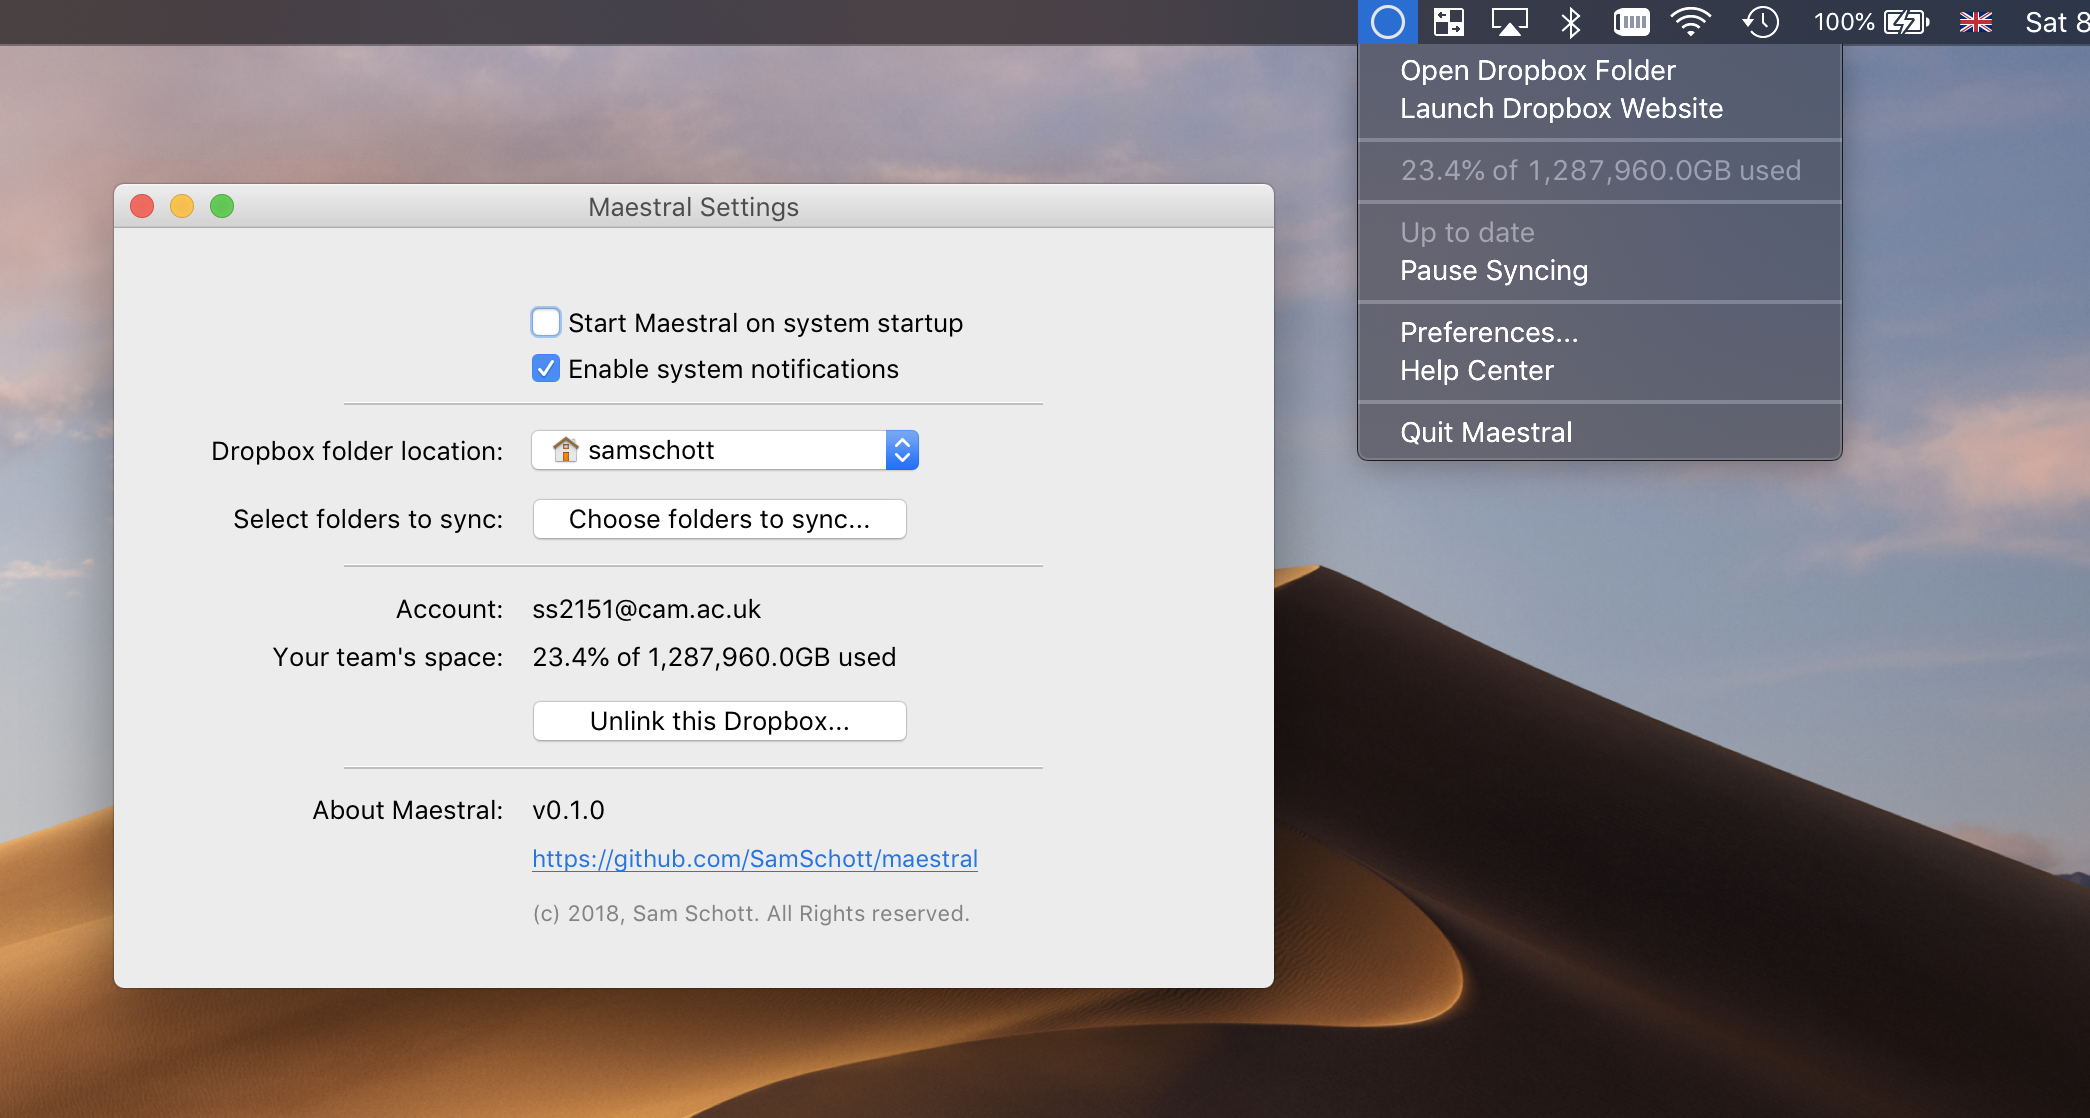 100%
Sat 8
Open Dropbox Folder
Launch Dropbox Website
23.4% of 1,287,960.0GB used
Up to date
Pause Syncing
Preferences...
Help Center
Quit Maestral
Maestral Settings
Start Maestral on system startup
Enable system notifications
Dropbox folder location: samschott
Select folders to sync: Choose folders to sync...
Account: ss2151@cam.ac.uk
Your team's space: 23.4% of 1,287,960.0GB used
Unlink this Dropbox...
About Maestral: v0.1.0
https://github.com/SamSchott/maestral
(c) 2018, Sam Schott. All Rights reserved.